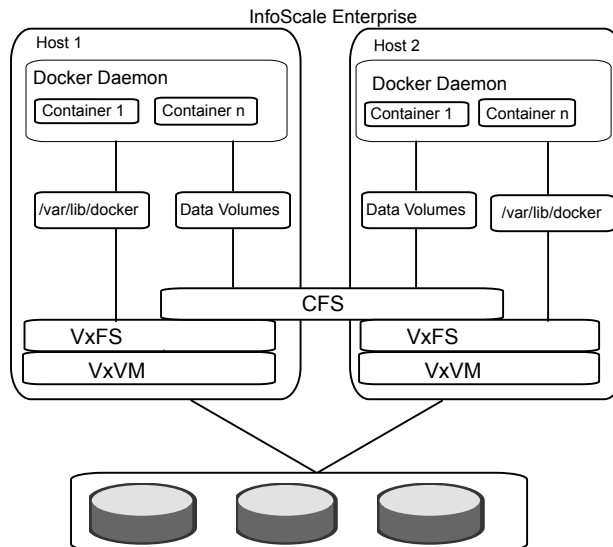 InfoScale Enterprise
Host 1
Docker Daemon
Container 1
Container n
/var/lib/docker
Data Volumes
Host 2
Docker Daemon
Container 1
Container n
Data Volumes
/var/lib/docker
CFS
VxFS
VxVM
VxFS
VxVM